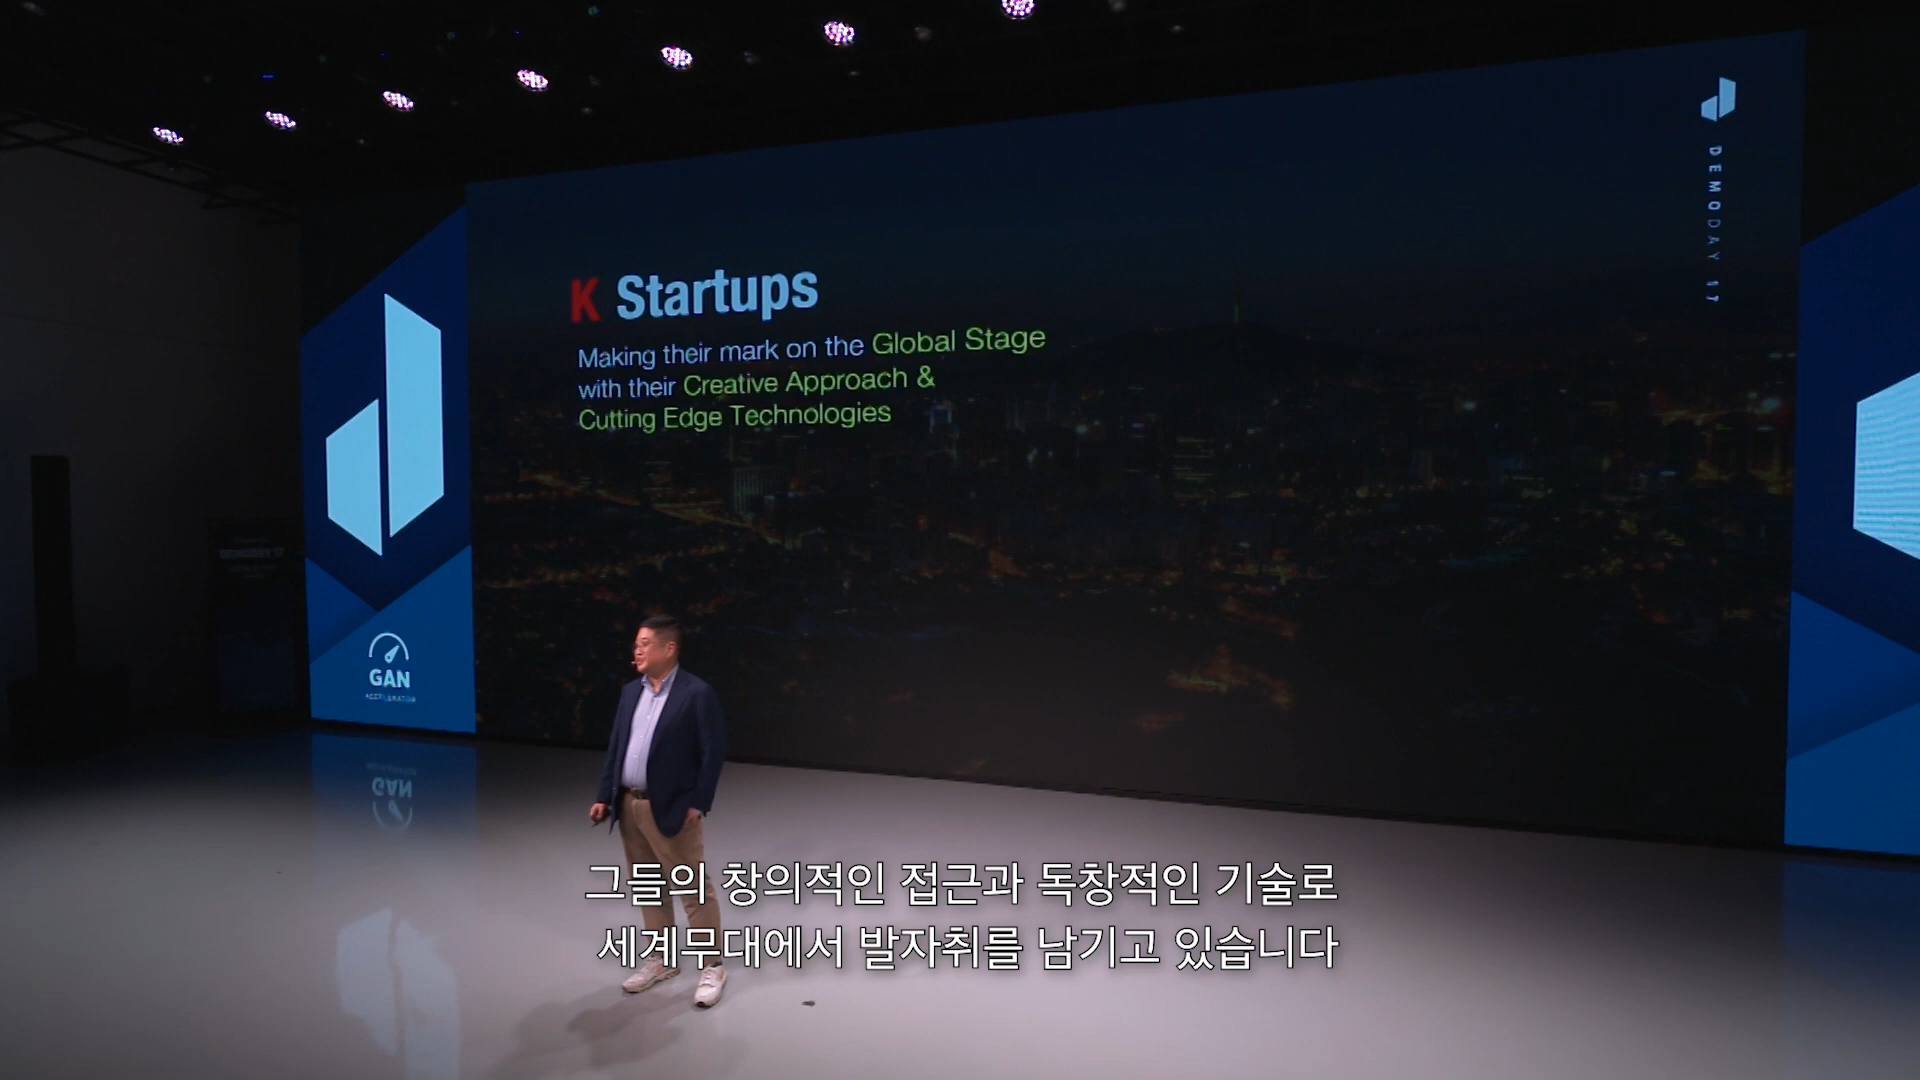 K Startups
Making their mark on the Global Stage
with their Creative Approach &
Cutting Edge Technologies
DEMODAY 17
GAN
ACCELERATOR
그들의 창의적인 접근과 독창적인 기술로
세계무대에서 발자취를 남기고 있습니다